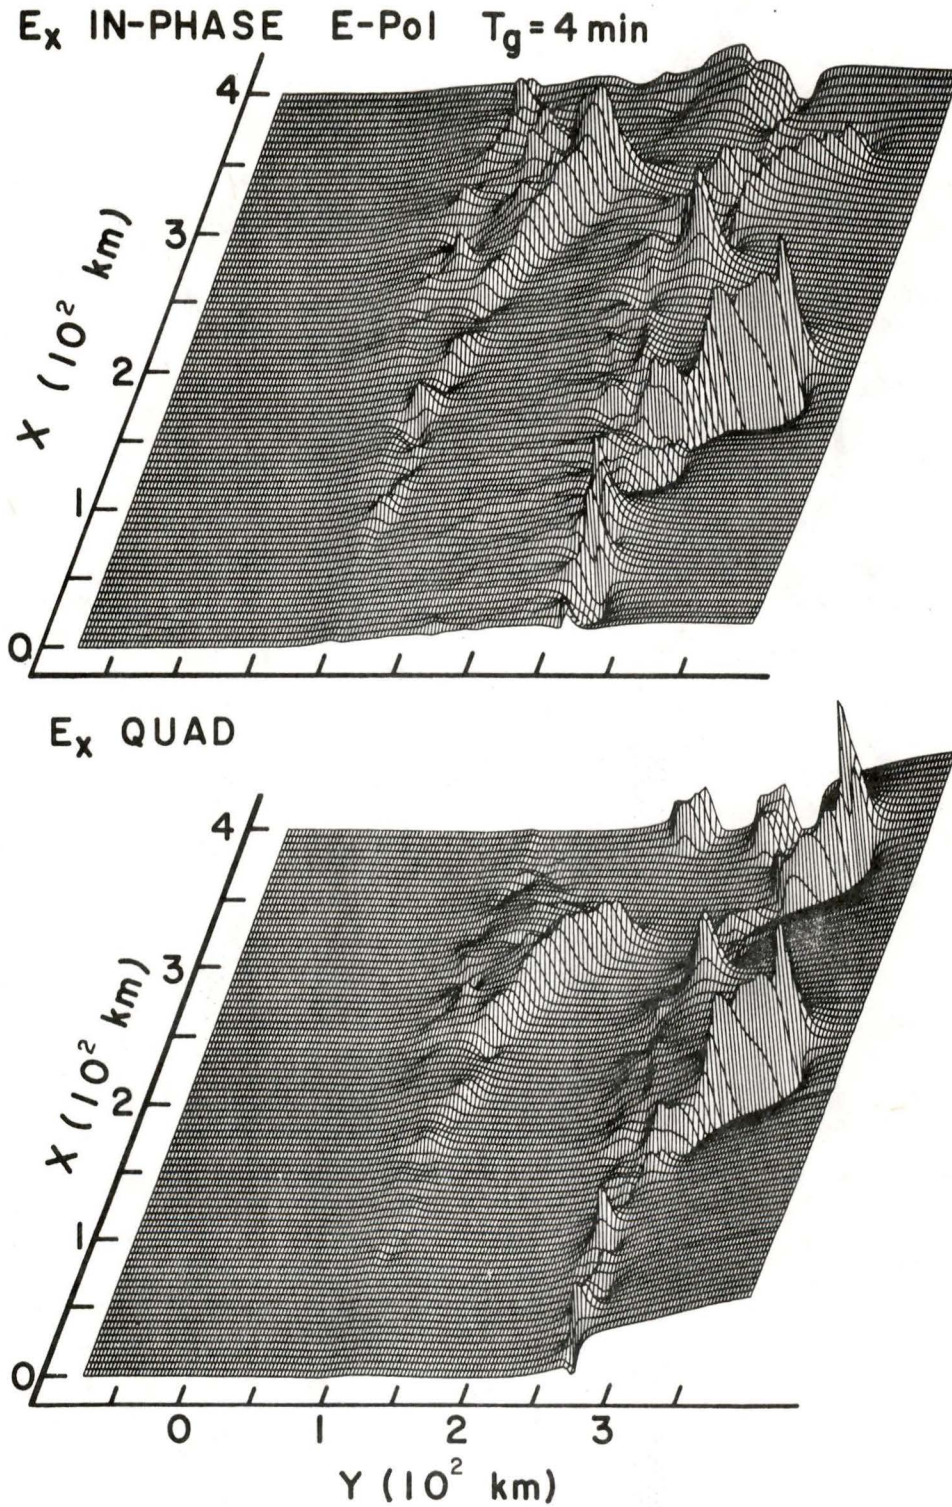 Eₓ IN-PHASE E-Pol T_g = 4 min
4
3
2
1
0
X (10² km)
Eₓ QUAD
4
3
2
1
0
X (10² km)
0 1 2 3
Y (10² km)